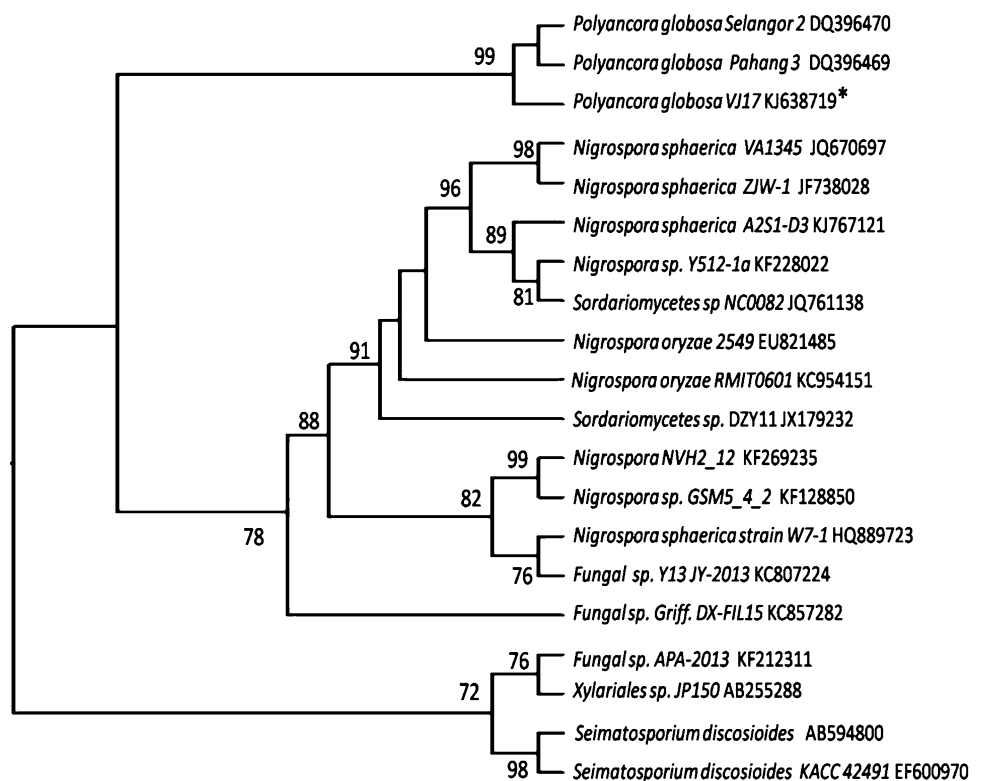 Polyancora globosa Selangor 2 DQ396470
99
Polyancora globosa Pahang 3 DQ396469
Polyancora globosa VJ17 KJ638719*
98
Nigrospora sphaerica VA1345 JQ670697
96
Nigrospora sphaerica ZJW-1 JF738028
Nigrospora sphaerica A2S1-D3 KJ767121
89
Nigrospora sp. Y512-1a KF228022
81
Sordariomycetes sp NC0082 JQ761138
Nigrospora oryzae 2549 EU821485
91
Nigrospora oryzae RMIT0601 KC954151
88
Sordariomycetes sp. DZY11 JX179232
99
Nigrospora NVH2_12 KF269235
82
Nigrospora sp. GSM5_4_2 KF128850
78
Nigrospora sphaerica strain W7-1 HQ889723
76
Fungal sp. Y13 JY-2013 KC807224
Fungal sp. Griff. DX-FIL15 KC857282
76
Fungal sp. APA-2013 KF212311
72
Xylariales sp. JP150 AB255288
Seimatosporium discosioides AB594800
98
Seimatosporium discosioides KACC 42491 EF600970